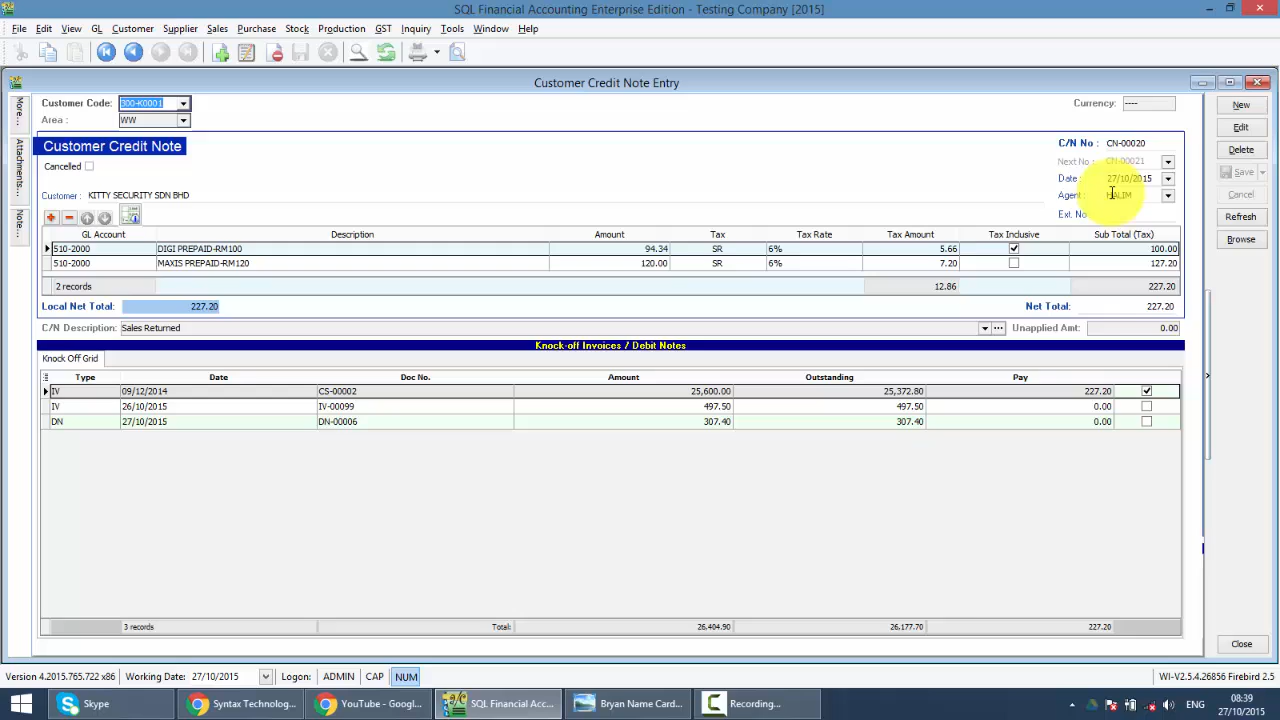 SQL Financial Accounting Enterprise Edition - Testing Company [2015]
File Edit View GL Customer Supplier Sales Purchase Stock Production GST Inquiry Tools Window Help
Customer Credit Note Entry
More...
Attachments...
Note...
Customer Code: 300-K0001
Currency: ----
Area : WW
Customer Credit Note
Cancelled
C/N No : CN-00020
Next No : CN-00021
Date : 27/10/2015
Agent : HALIM
Ext. No
Customer : KITTY SECURITY SDN BHD
GL Account Description Amount Tax Tax Rate Tax Amount Tax Inclusive Sub Total (Tax)
510-2000 DIGI PREPAID-RM100 94.34 SR 6% 5.66 100.00
510-2000 MAXIS PREPAID-RM120 120.00 SR 6% 7.20 127.20
2 records 12.86 227.20
Local Net Total: 227.20 Net Total: 227.20
C/N Description: Sales Returned Unapplied Amt: 0.00
Knock-off Invoices / Debit Notes
Knock Off Grid
Type Date Doc No. Amount Outstanding Pay
IV 09/12/2014 CS-00002 25,600.00 25,372.80 227.20
IV 26/10/2015 IV-00099 497.50 497.50 0.00
DN 27/10/2015 DN-00006 307.40 307.40 0.00
3 records Total: 26,404.90 26,177.70 227.20
New
Edit
Delete
Save
Cancel
Refresh
Browse
Close
Version 4.2015.765.722 x86 Working Date: 27/10/2015 Logon: ADMIN CAP NUM WI-V2.5.4.26856 Firebird 2.5
Skype Syntax Technolog... YouTube - Googl... SQL Financial Acc... Bryan Name Card... Recording...
08:39
27/10/2015